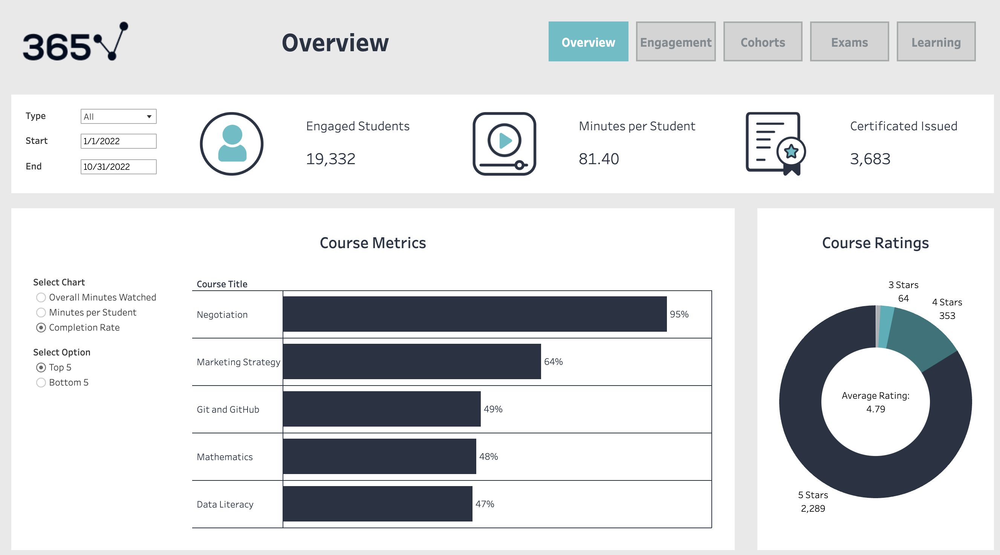 365
Overview
Overview
Engagement
Cohorts
Exams
Learning
Type
All
Start
1/1/2022
End
10/31/2022
Engaged Students
19,332
Minutes per Student
81.40
Certificated Issued
3,683
Course Metrics
Select Chart
Overall Minutes Watched
Minutes per Student
Completion Rate
Select Option
Top 5
Bottom 5
Course Title
Negotiation
95%
Marketing Strategy
64%
Git and GitHub
49%
Mathematics
48%
Data Literacy
47%
Course Ratings
3 Stars
64
4 Stars
353
Average Rating:
4.79
5 Stars
2,289